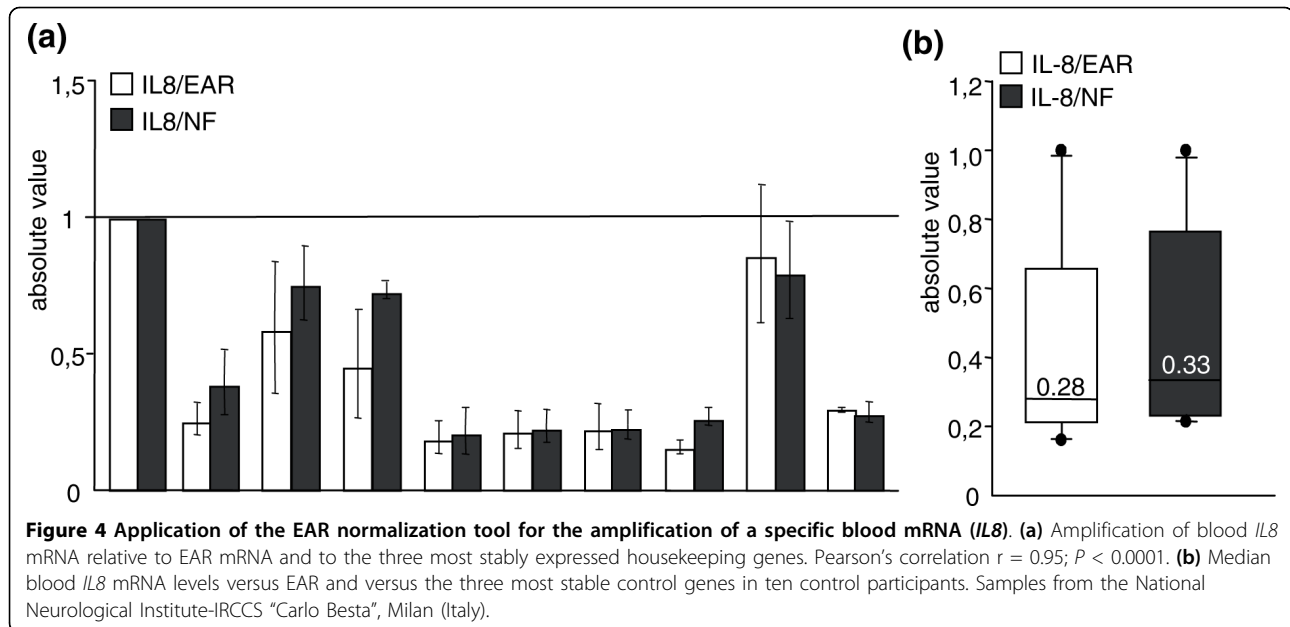 (a)
IL8/EAR
IL8/NF
1,5
1
0,5
0
absolute value
(b)
IL-8/EAR
IL-8/NF
1,2
1,0
0,8
0,6
0,4
0,2
0
absolute value
0.28
0.33
Figure 4 Application of the EAR normalization tool for the amplification of a specific blood mRNA (IL8). (a) Amplification of blood IL8
mRNA relative to EAR mRNA and to the three most stably expressed housekeeping genes. Pearson's correlation r = 0.95; P < 0.0001. (b) Median
blood IL8 mRNA levels versus EAR and versus the three most stable control genes in ten control participants. Samples from the National
Neurological Institute-IRCCS "Carlo Besta", Milan (Italy).